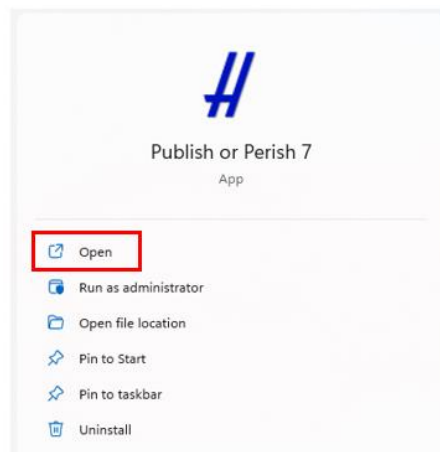 Publish or Perish 7
App
Open
Run as administrator
Open file location
Pin to Start
Pin to taskbar
Uninstall